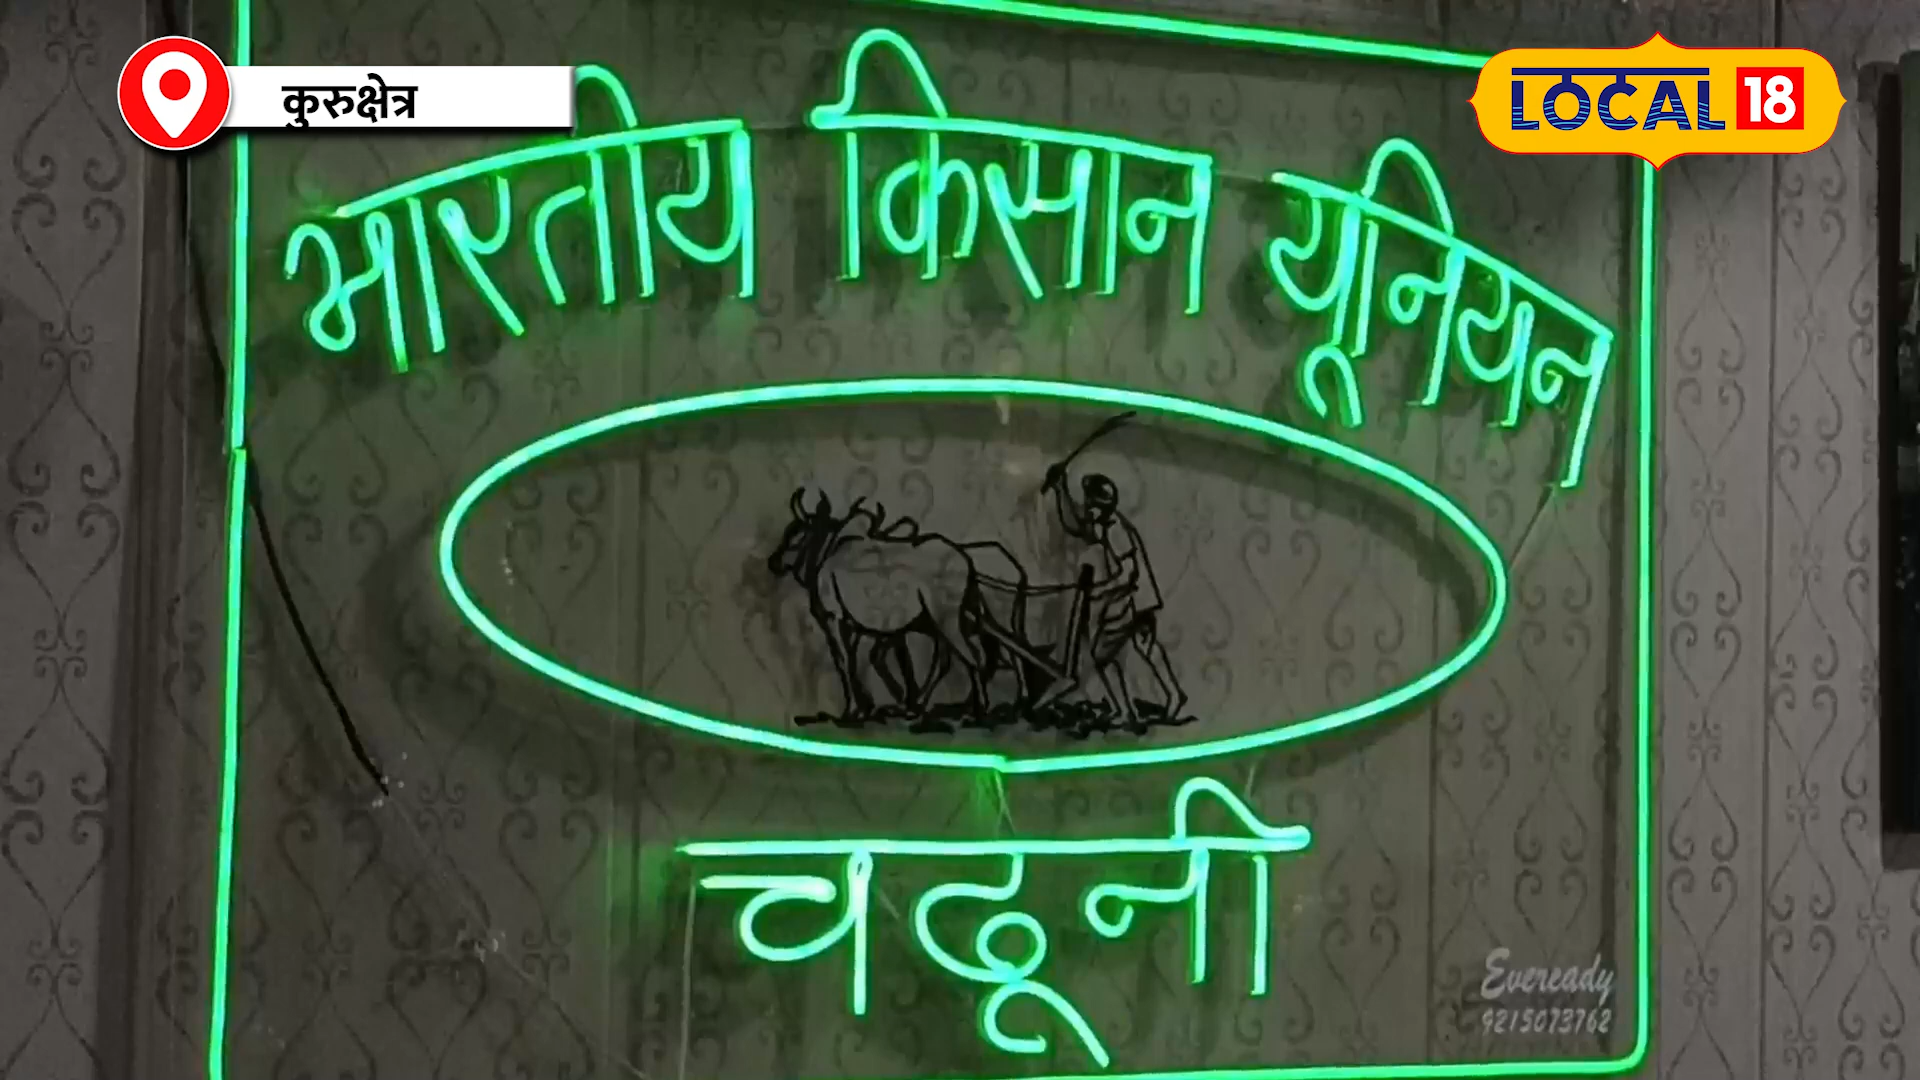 कुरुक्षेत्र
LOCAL 18
भारतीय किसान यूनियन
चढूनी
Eveready
9215073762